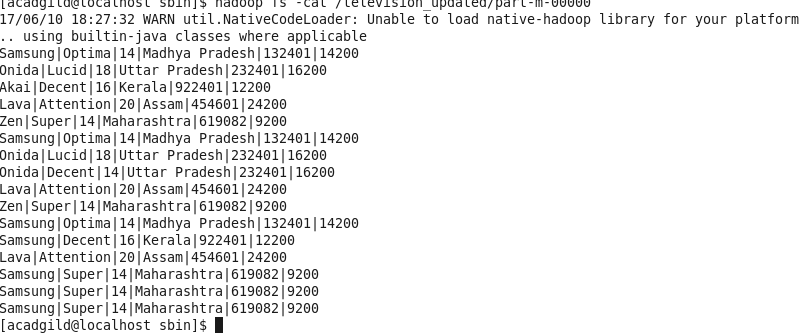 [acadgild@localhost sbin]$ hadoop fs -cat /television_updated/part-m-00000
17/06/10 18:27:32 WARN util.NativeCodeLoader: Unable to load native-hadoop library for your platform
.. using builtin-java classes where applicable
Samsung|Optima|14|Madhya Pradesh|132401|14200
Onida|Lucid|18|Uttar Pradesh|232401|16200
Akai|Decent|16|Kerala|922401|12200
Lava|Attention|20|Assam|454601|24200
Zen|Super|14|Maharashtra|619082|9200
Samsung|Optima|14|Madhya Pradesh|132401|14200
Onida|Lucid|18|Uttar Pradesh|232401|16200
Onida|Decent|14|Uttar Pradesh|232401|16200
Lava|Attention|20|Assam|454601|24200
Zen|Super|14|Maharashtra|619082|9200
Samsung|Optima|14|Madhya Pradesh|132401|14200
Samsung|Decent|16|Kerala|922401|12200
Lava|Attention|20|Assam|454601|24200
Samsung|Super|14|Maharashtra|619082|9200
Samsung|Super|14|Maharashtra|619082|9200
Samsung|Super|14|Maharashtra|619082|9200
[acadgild@localhost sbin]$